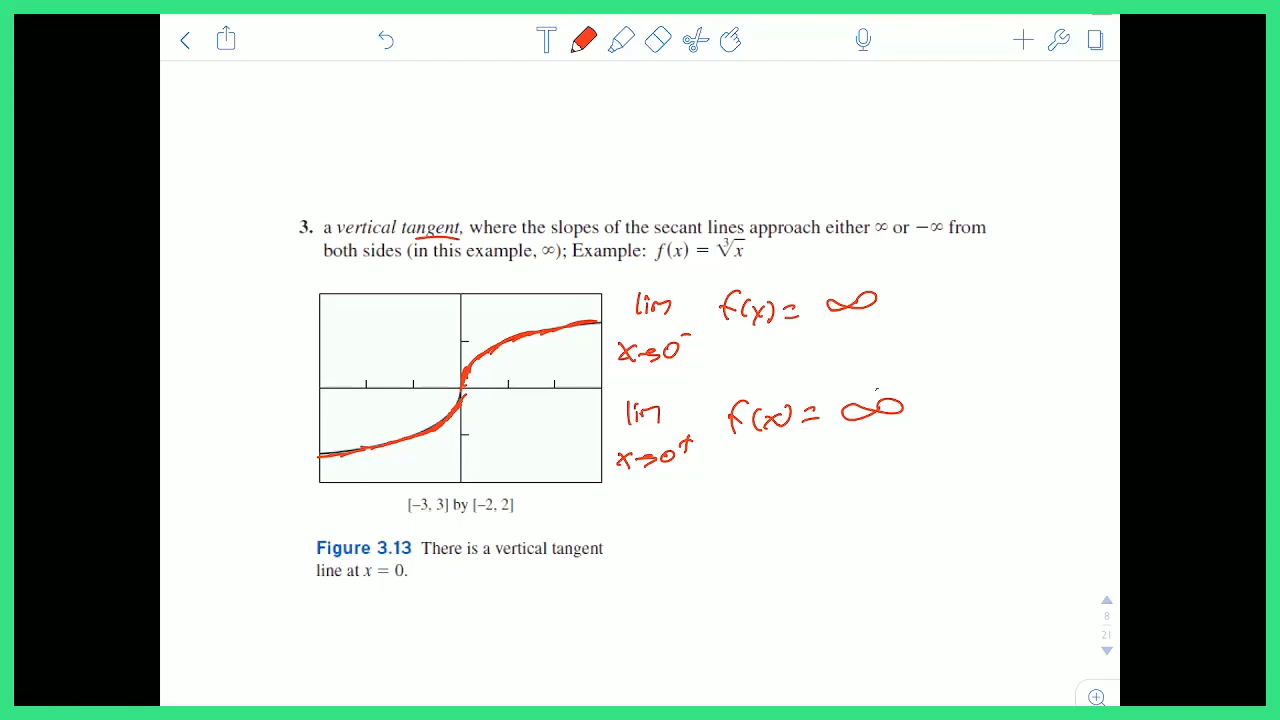 T
3. a vertical tangent, where the slopes of the secant lines approach either ∞ or −∞ from
both sides (in this example, ∞); Example: f(x) = ∛x
lim f(x) = ∞
x→0⁻
lim f(x) = ∞
x→0⁺
[–3, 3] by [–2, 2]
Figure 3.13 There is a vertical tangent
line at x = 0.
8
21